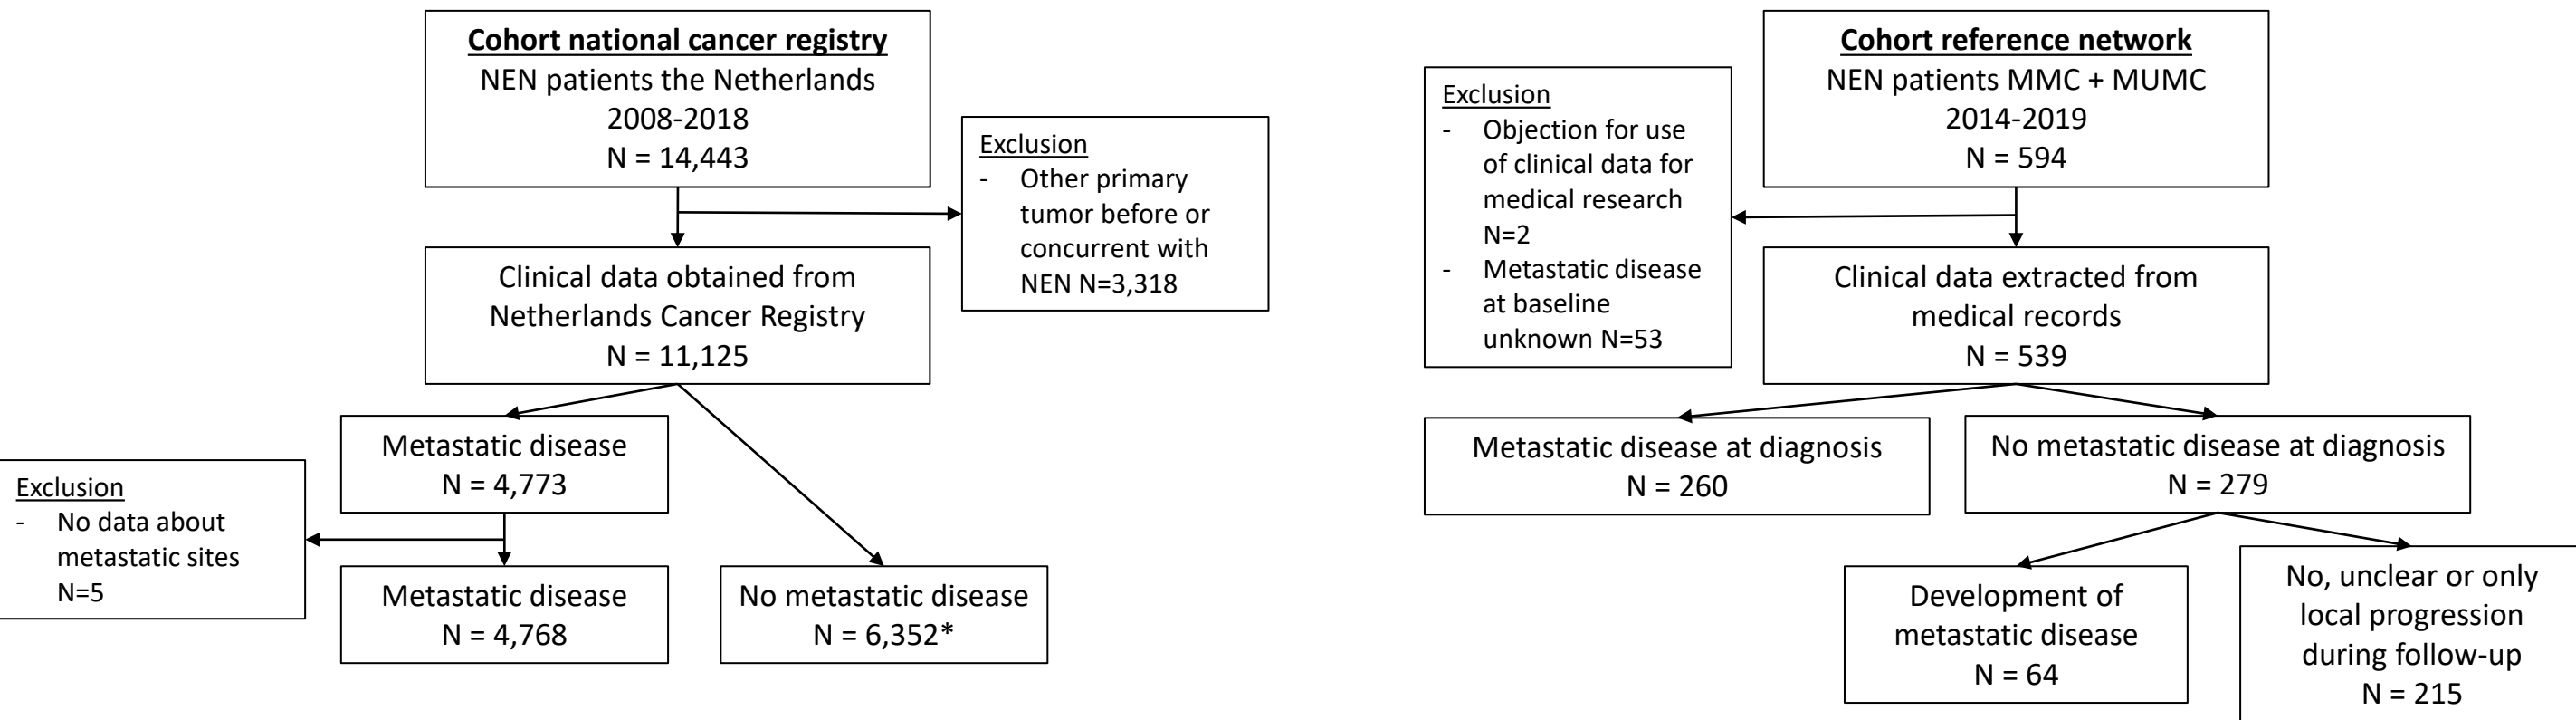 Cohort national cancer registry
NEN patients the Netherlands
2008-2018
N = 14,443
Exclusion
- Other primary
tumor before or
concurrent with
NEN N=3,318
Clinical data obtained from
Netherlands Cancer Registry
N = 11,125
Metastatic disease
N = 4,773
Exclusion
- No data about
metastatic sites
N=5
Metastatic disease
N = 4,768
No metastatic disease
N = 6,352*
Cohort reference network
NEN patients MMC + MUMC
2014-2019
N = 594
Exclusion
- Objection for use
of clinical data for
medical research
N=2
- Metastatic disease
at baseline
unknown N=53
Clinical data extracted from
medical records
N = 539
Metastatic disease at diagnosis
N = 260
No metastatic disease at diagnosis
N = 279
Development of
metastatic disease
N = 64
No, unclear or only
local progression
during follow-up
N = 215